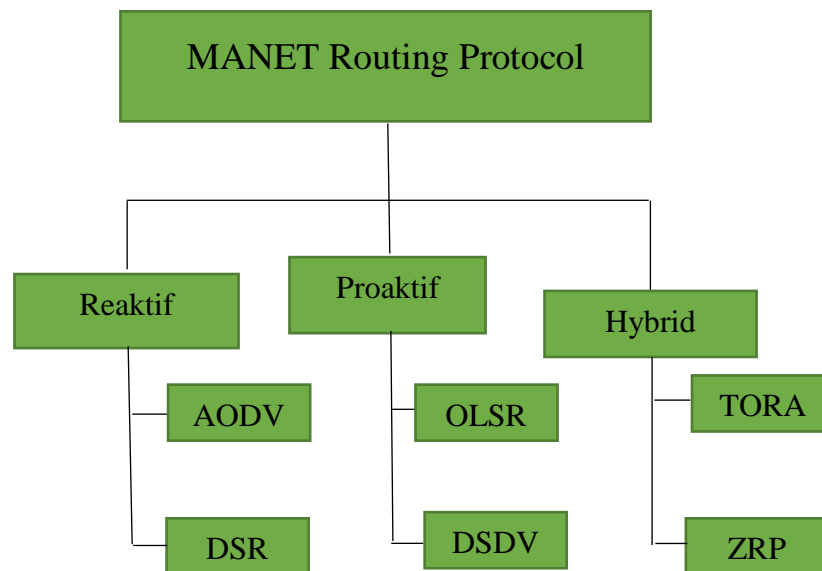 MANET Routing Protocol
Reaktif
Proaktif
Hybrid
AODV
OLSR
TORA
DSR
DSDV
ZRP